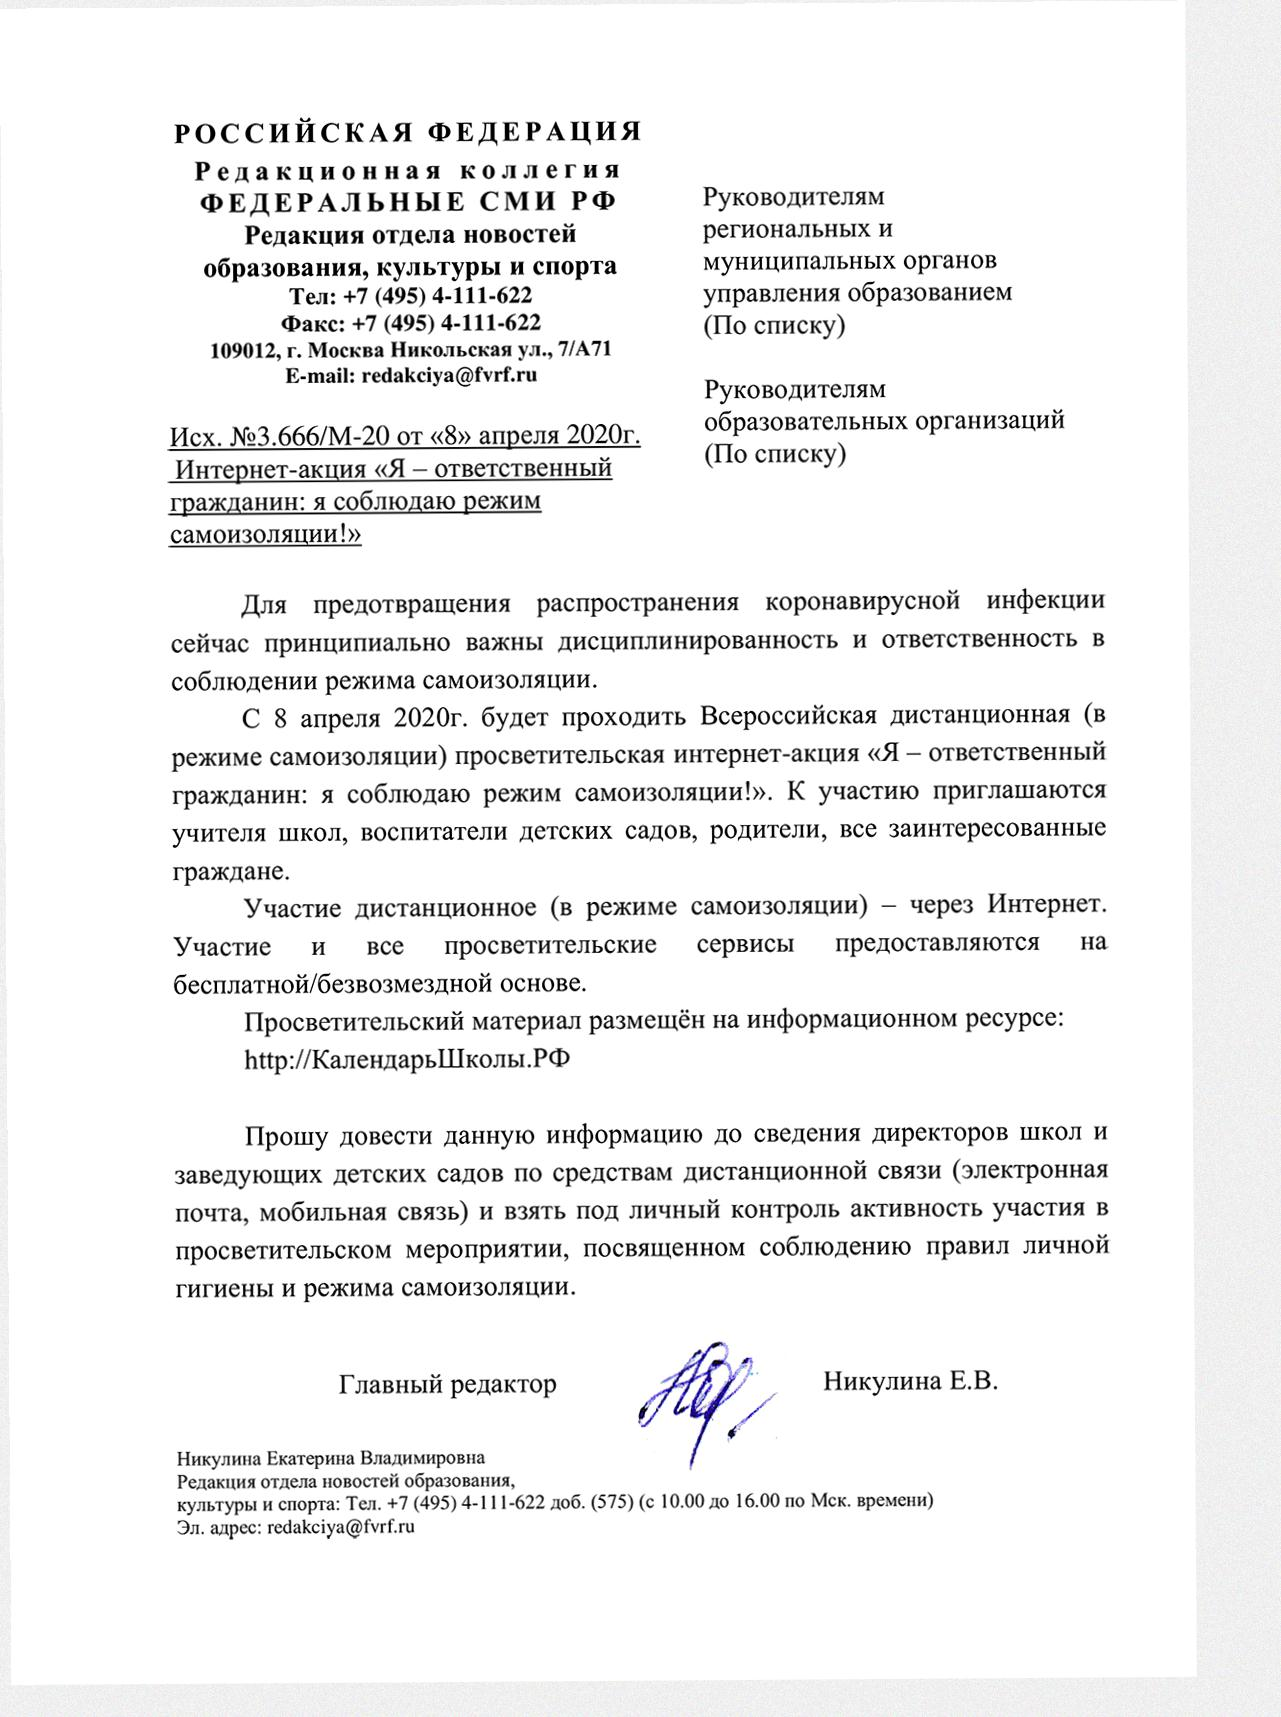 РОССИЙСКАЯ ФЕДЕРАЦИЯ
Редакционная коллегия
ФЕДЕРАЛЬНЫЕ СМИ РФ
Редакция отдела новостей
образования, культуры и спорта
Тел: +7 (495) 4-111-622
Факс: +7 (495) 4-111-622
109012, г. Москва Никольская ул., 7/А71
E-mail: redakciya@fvrf.ru
Исх. №3.666/М-20 от «8» апреля 2020г.
Интернет-акция «Я – ответственный
гражданин: я соблюдаю режим
самоизоляции!»
Руководителям
региональных и
муниципальных органов
управления образованием
(По списку)
Руководителям
образовательных организаций
(По списку)
Для предотвращения распространения коронавирусной инфекции
сейчас принципиально важны дисциплинированность и ответственность в
соблюдении режима самоизоляции.
С 8 апреля 2020г. будет проходить Всероссийская дистанционная (в
режиме самоизоляции) просветительская интернет-акция «Я – ответственный
гражданин: я соблюдаю режим самоизоляции!». К участию приглашаются
учителя школ, воспитатели детских садов, родители, все заинтересованные
граждане.
Участие дистанционное (в режиме самоизоляции) – через Интернет.
Участие и все просветительские сервисы предоставляются на
бесплатной/безвозмездной основе.
Просветительский материал размещён на информационном ресурсе:
http://КалендарьШколы.РФ
Прошу довести данную информацию до сведения директоров школ и
заведующих детских садов по средствам дистанционной связи (электронная
почта, мобильная связь) и взять под личный контроль активность участия в
просветительском мероприятии, посвященном соблюдению правил личной
гигиены и режима самоизоляции.
Главный редактор Никулина Е.В.
Никулина Екатерина Владимировна
Редакция отдела новостей образования,
культуры и спорта: Тел. +7 (495) 4-111-622 доб. (575) (с 10.00 до 16.00 по Мск. времени)
Эл. адрес: redakciya@fvrf.ru